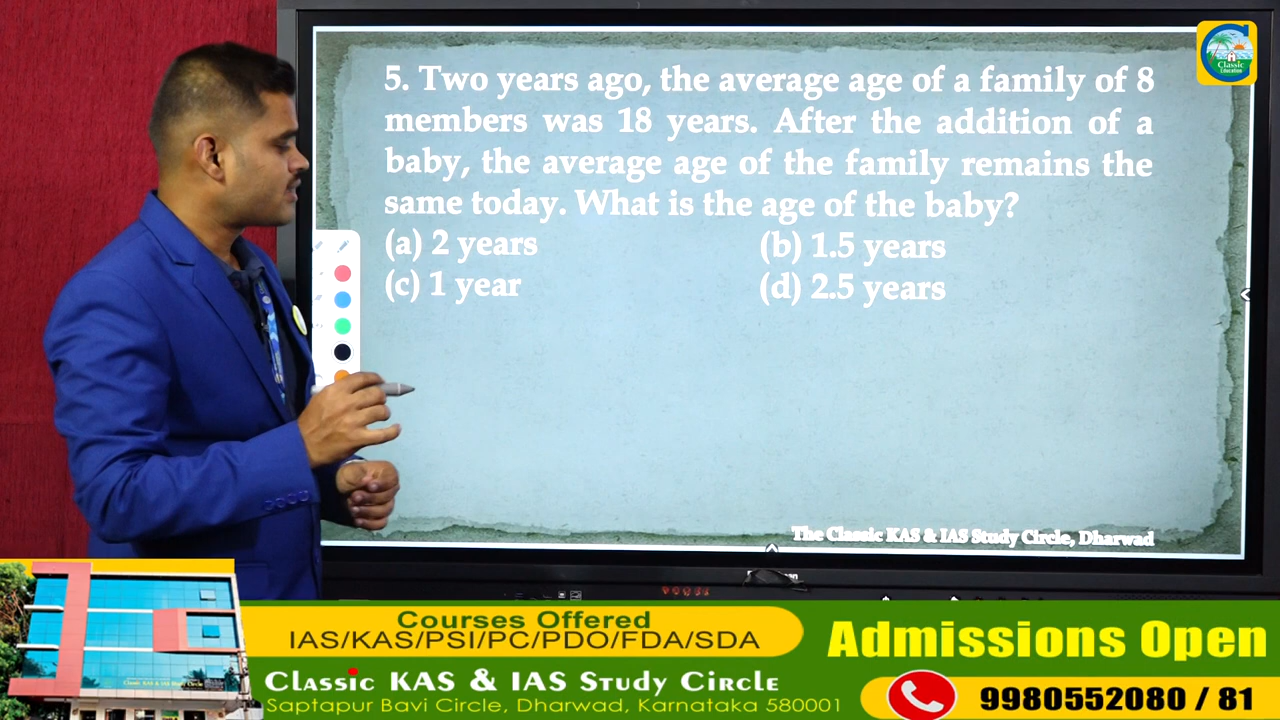 Classic
Education
5. Two years ago, the average age of a family of 8
members was 18 years. After the addition of a
baby, the average age of the family remains the
same today. What is the age of the baby?
(a) 2 years (b) 1.5 years
(c) 1 year (d) 2.5 years
The Classic KAS & IAS Study Circle, Dharwad
Courses Offered
IAS/KAS/PSI/PC/PDO/FDA/SDA
Classic KAS & IAS Study Circle
Saptapur Bavi Circle, Dharwad, Karnataka 580001
Admissions Open
9980552080 / 81